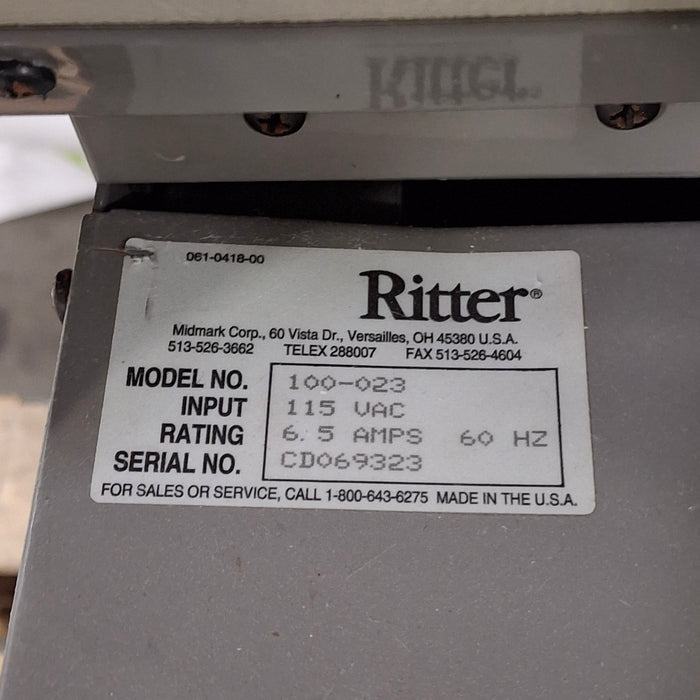 061-0418-00
Ritter®
Midmark Corp., 60 Vista Dr., Versailles, OH 45380 U.S.A.
513-526-3662 TELEX 288007 FAX 513-526-4604
MODEL NO. 100-023
INPUT 115 VAC
RATING 6.5 AMPS 60 HZ
SERIAL NO. CD069323
FOR SALES OR SERVICE, CALL 1-800-643-6275 MADE IN THE U.S.A.